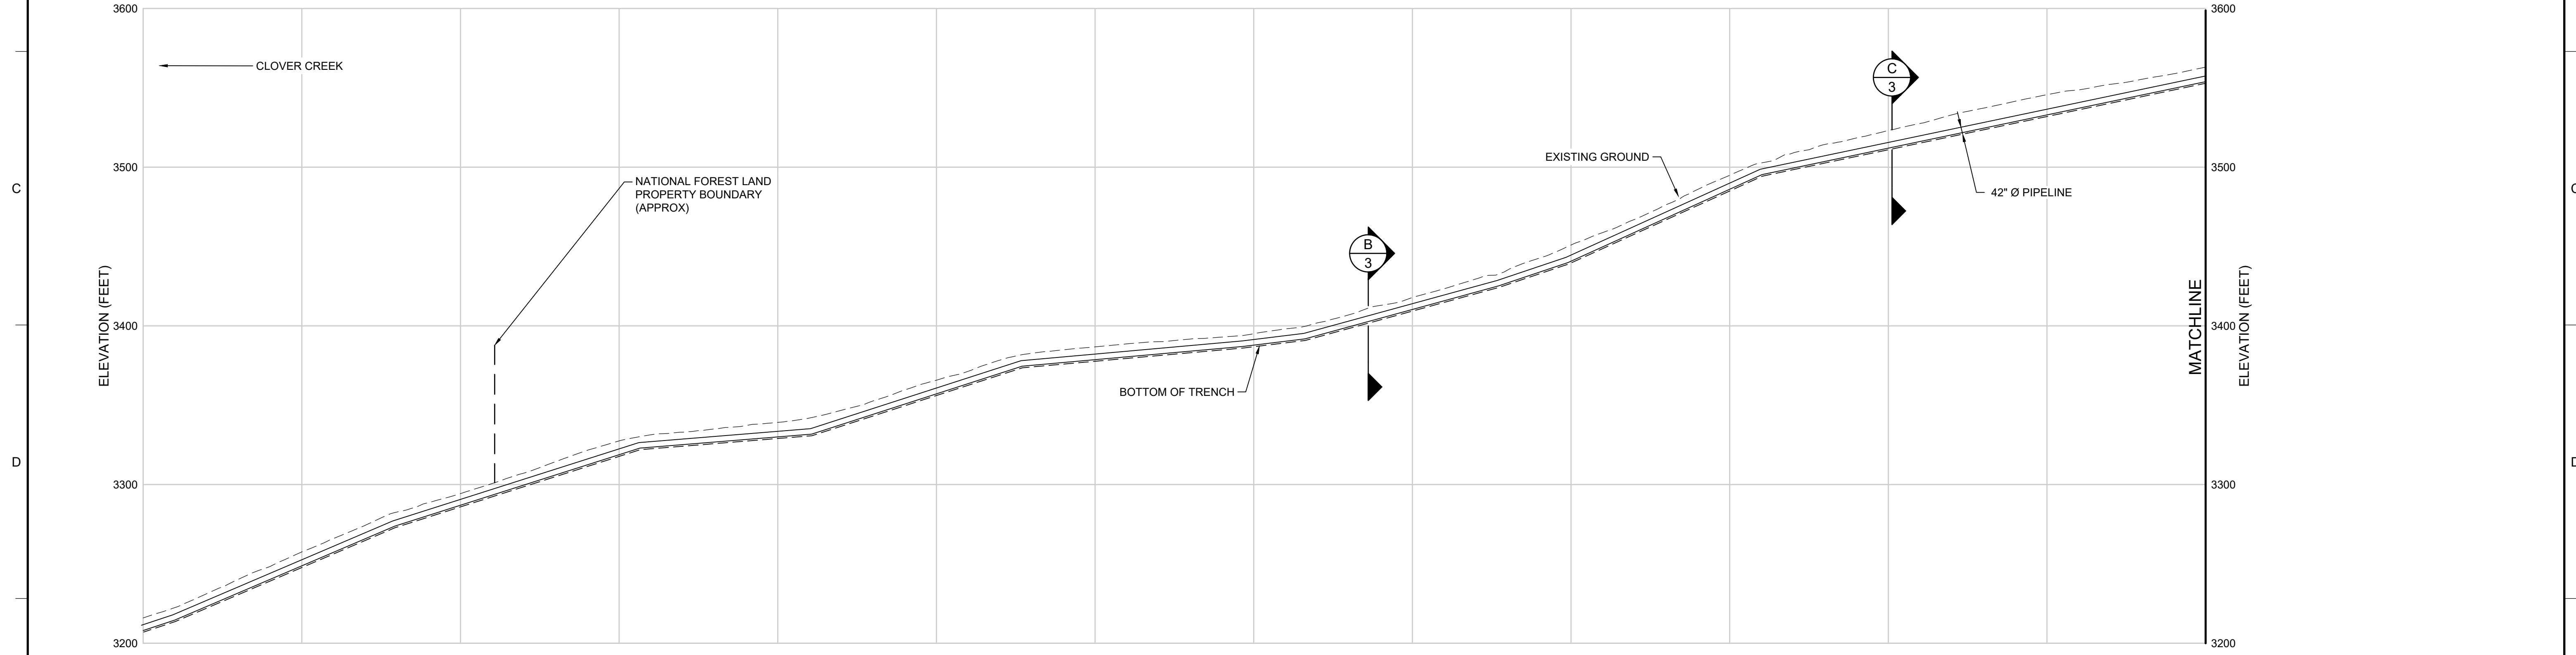 3600
3600
CLOVER CREEK
C
3
EXISTING GROUND
3500
3500
NATIONAL FOREST LAND
PROPERTY BOUNDARY
(APPROX)
C
42" Ø PIPELINE
B
3
ELEVATION (FEET)
MATCHLINE
ELEVATION (FEET)
3400
3400
BOTTOM OF TRENCH
D
3300
3300
3200
3200